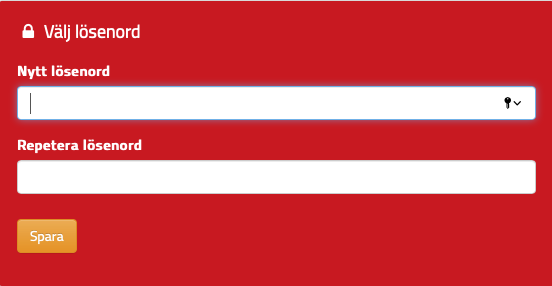 Välj lösenord
Nytt lösenord
Repetera lösenord
Spara